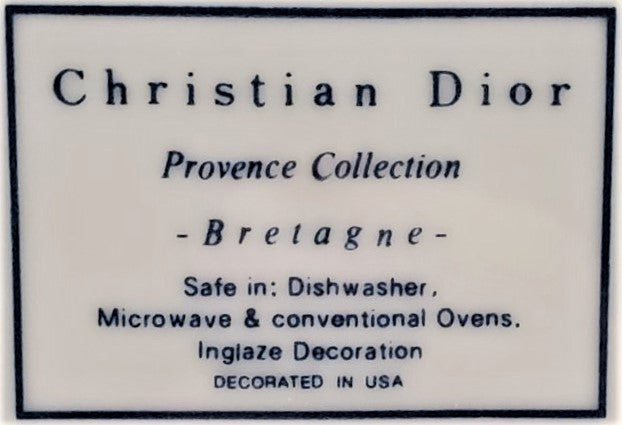 Christian Dior
Provence Collection
-Bretagne-
Safe in: Dishwasher,
Microwave & conventional Ovens.
Inglaze Decoration
DECORATED IN USA